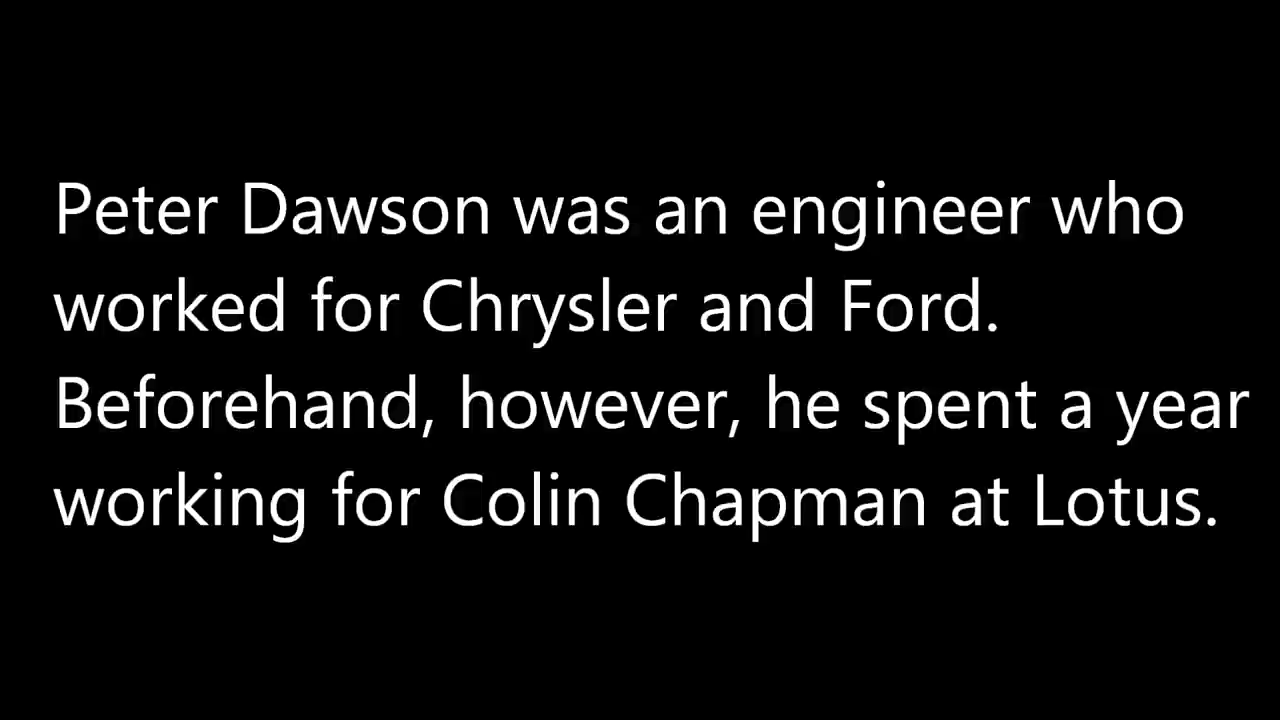 Peter Dawson was an engineer who
worked for Chrysler and Ford.
Beforehand, however, he spent a year
working for Colin Chapman at Lotus.